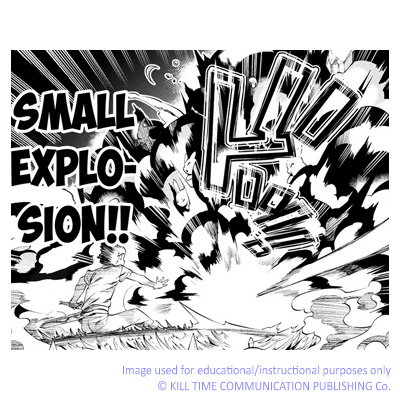 SMALL
EXPLO-
SION!!
Image used for educational/instructional purposes only
© KILL TIME COMMUNICATION PUBLISHING Co.